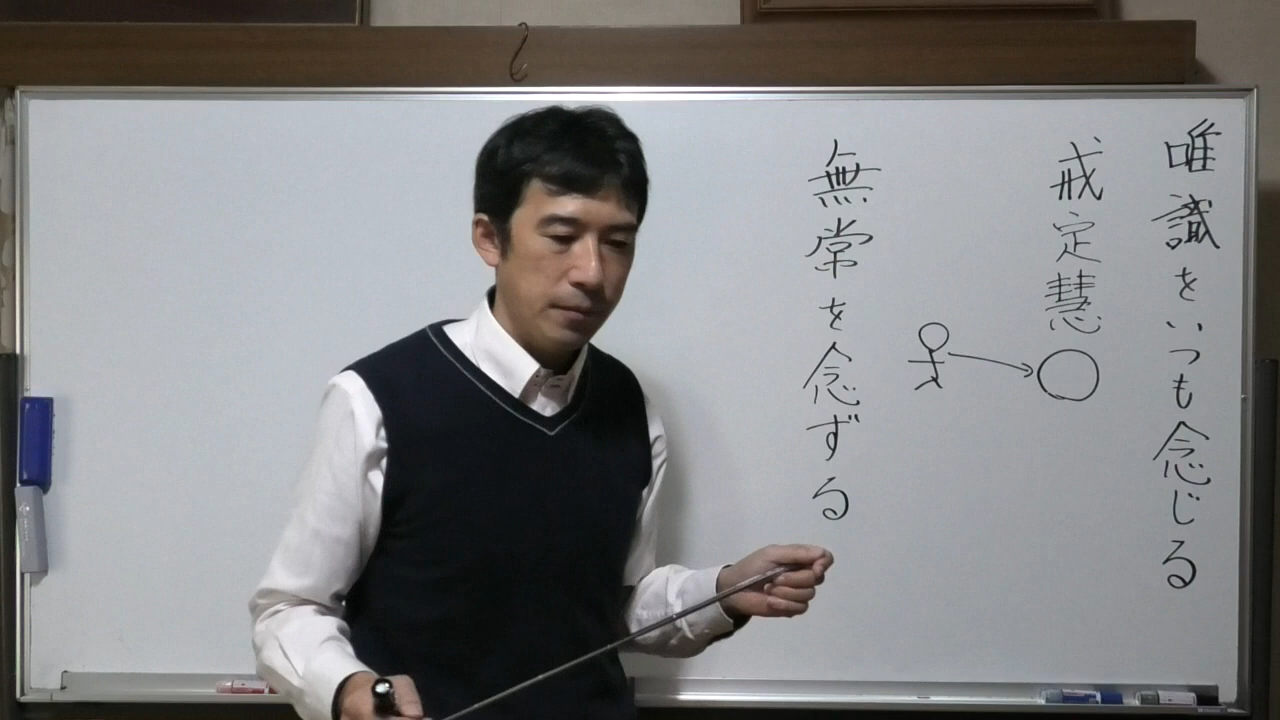 唯識をいつも念じる
戒定慧
無常を念ずる